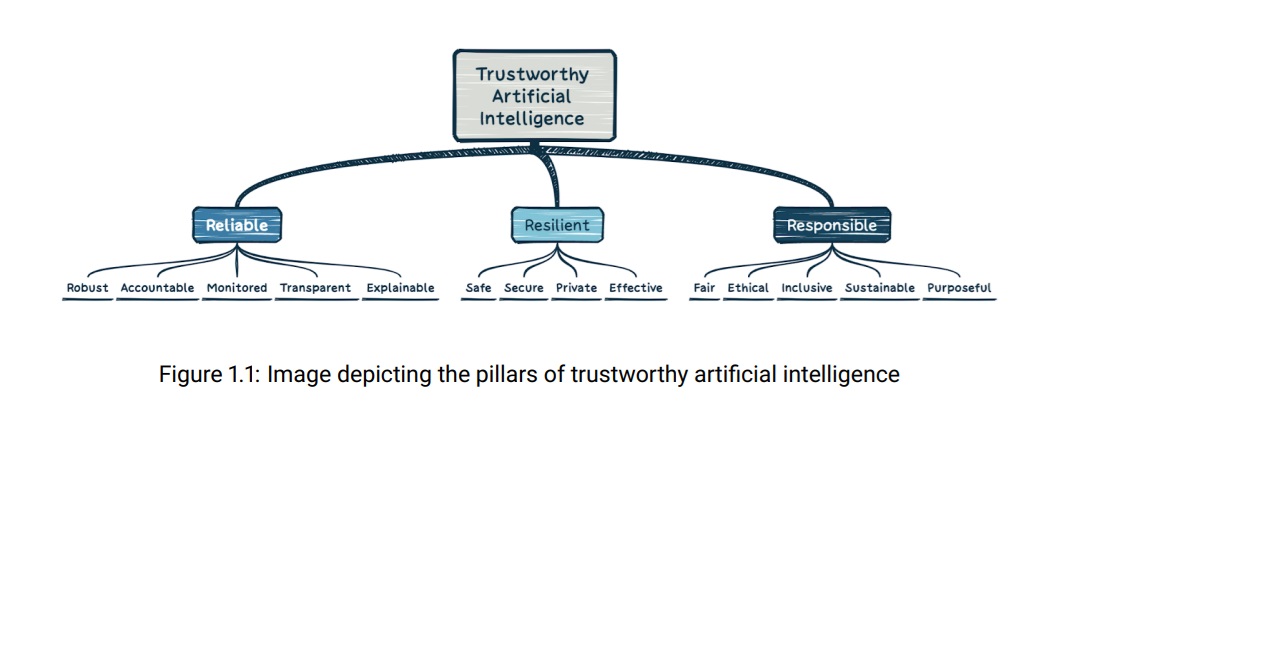 Trustworthy
Artificial
Intelligence
Reliable Resilient Responsible
Robust Accountable Monitored Transparent Explainable Safe Secure Private Effective Fair Ethical Inclusive Sustainable Purposeful
Figure 1.1: Image depicting the pillars of trustworthy artificial intelligence